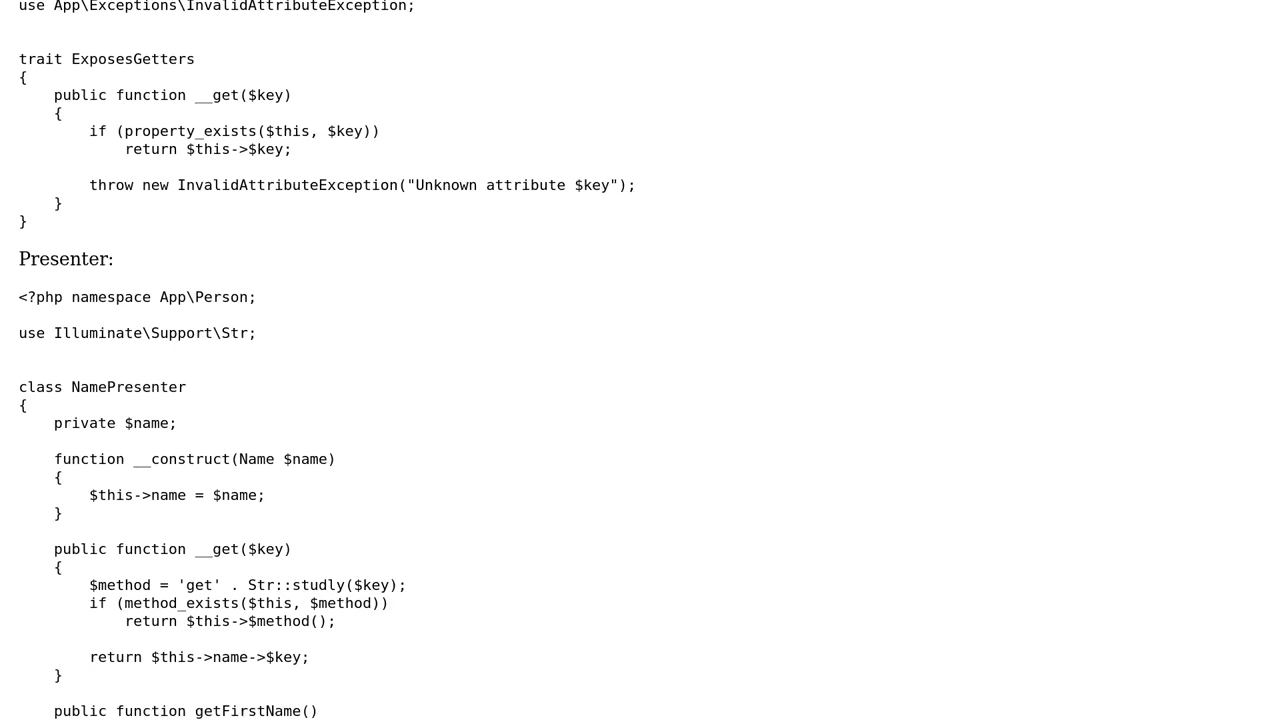 use App\Exceptions\InvalidAttributeException;
trait ExposesGetters
{
    public function __get($key)
    {
        if (property_exists($this, $key))
            return $this->$key;
        throw new InvalidAttributeException("Unknown attribute $key");
    }
}
Presenter:
<?php namespace App\Person;
use Illuminate\Support\Str;
class NamePresenter
{
    private $name;
    function __construct(Name $name)
    {
        $this->name = $name;
    }
    public function __get($key)
    {
        $method = 'get' . Str::studly($key);
        if (method_exists($this, $method))
            return $this->$method();
        return $this->name->$key;
    }
    public function getFirstName()